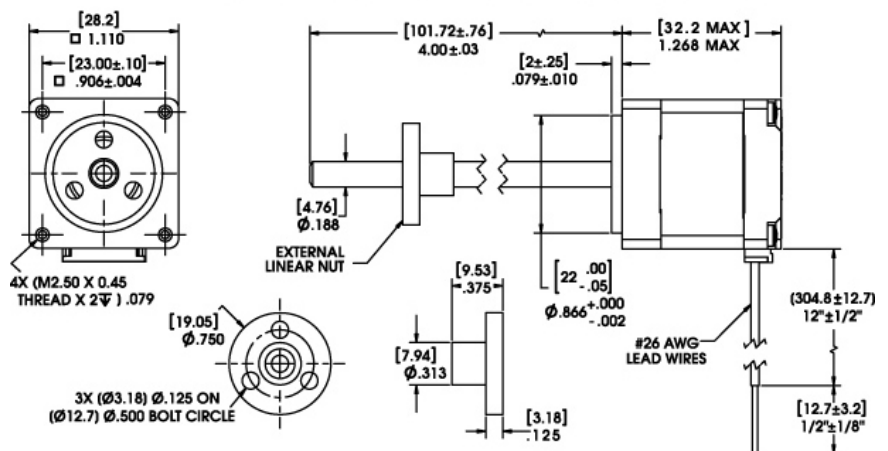 [28.2]
□ 1.110
[23.00±.10]
□ .906±.004
4X (M2.50 X 0.45
THREAD X 2↧) .079
[101.72±.76]
4.00±.03
[32.2 MAX ]
1.268 MAX
[2±.25]
.079±.010
[4.76]
Ø.188
EXTERNAL
LINEAR NUT
[22 .00
-.05]
Ø.866+.000
-.002
(304.8±12.7)
12"±1/2"
#26 AWG
LEAD WIRES
[12.7±3.2]
1/2"±1/8"
[19.05]
Ø.750
3X (Ø3.18) Ø.125 ON
(Ø12.7) Ø.500 BOLT CIRCLE
[9.53]
.375
[7.94]
Ø.313
[3.18]
.125